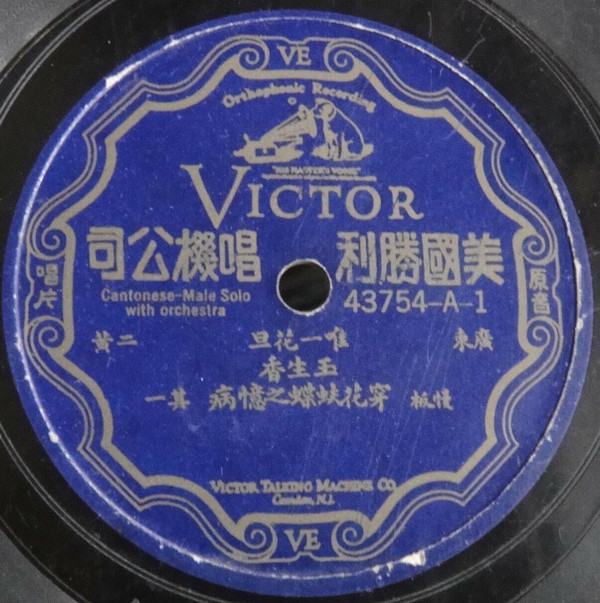 VE
Orthophonic Recording
"HIS MASTER'S VOICE"
VICTOR
美國勝利 唱機公司
Cantonese-Male Solo
with orchestra
43754-A-1
原音
唱片
廣東 唯一花旦 二黃
玉生香
慢板 穿花蛺蝶之憶病 其一
VICTOR TALKING MACHINE CO.
Camden, N.J.
VE